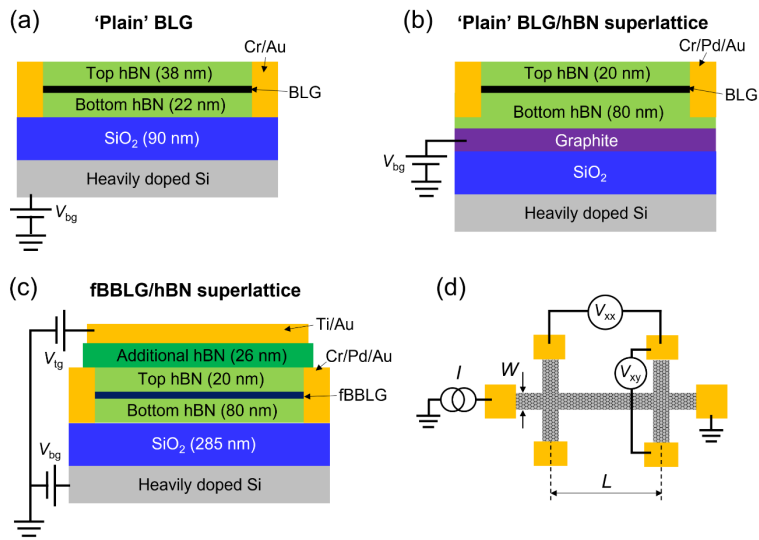 (a)
'Plain' BLG
Cr/Au
Top hBN (38 nm)
BLG
Bottom hBN (22 nm)
SiO₂ (90 nm)
Heavily doped Si
Vbg
(b)
'Plain' BLG/hBN superlattice
Cr/Pd/Au
Top hBN (20 nm)
BLG
Bottom hBN (80 nm)
Graphite
Vbg
SiO₂
Heavily doped Si
(c)
fBBLG/hBN superlattice
Ti/Au
Vtg
Additional hBN (26 nm)
Cr/Pd/Au
Top hBN (20 nm)
fBBLG
Bottom hBN (80 nm)
SiO₂ (285 nm)
Vbg
Heavily doped Si
(d)
Vxx
I
W
Vxy
L